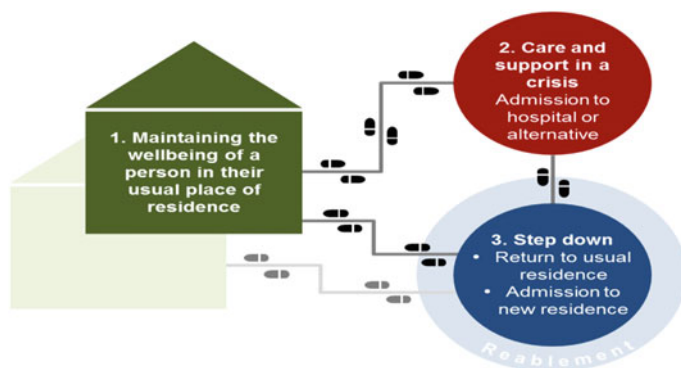 1. Maintaining the
wellbeing of a
person in their
usual place of
residence
2. Care and
support in a
crisis
Admission to
hospital or
alternative
3. Step down
• Return to usual
residence
• Admission to
new residence
Reablement